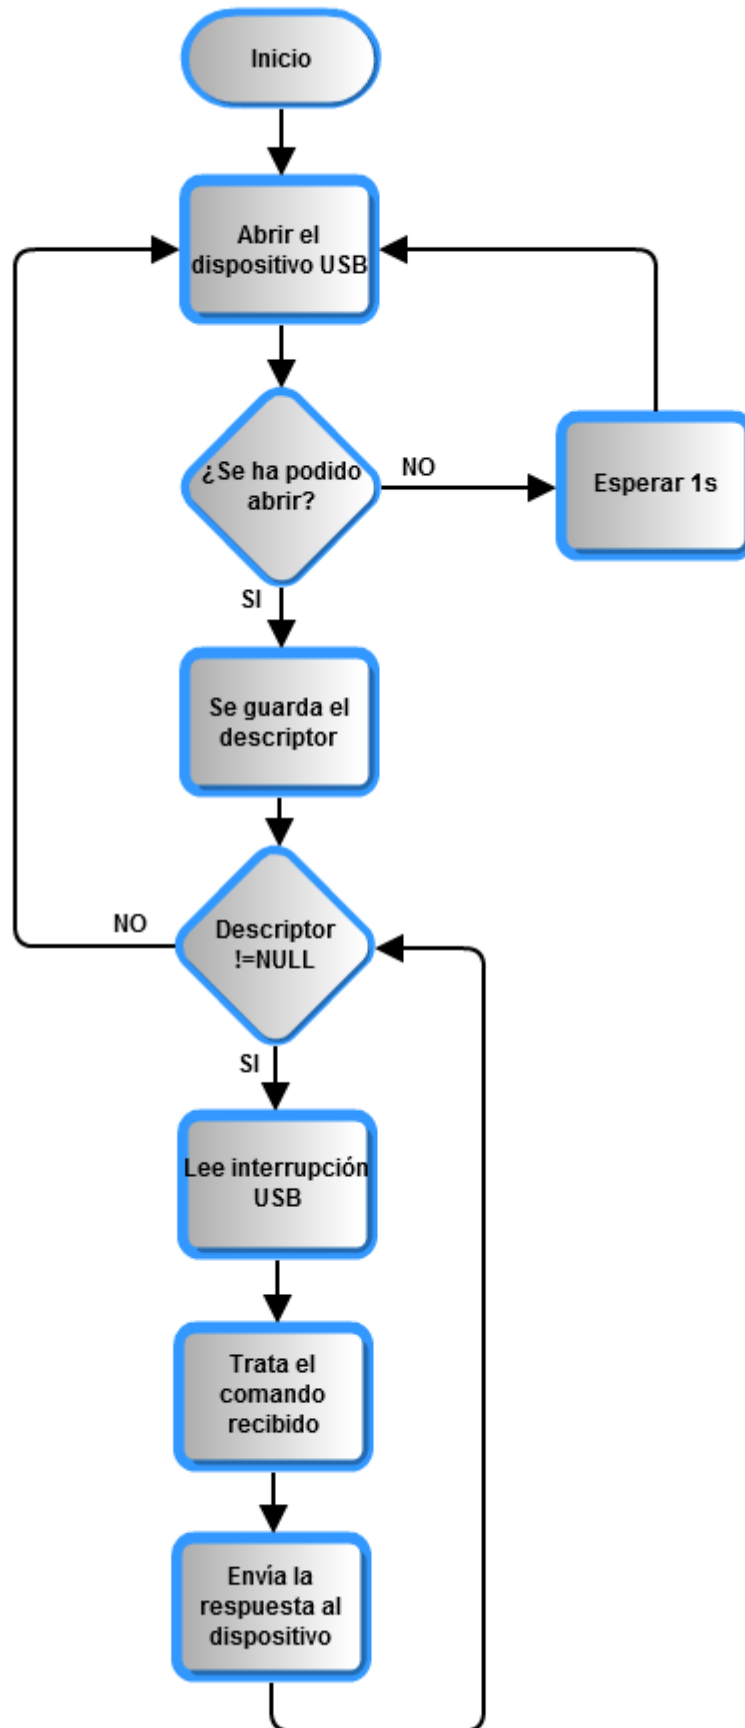 Inicio
Abrir el
dispositivo USB
¿Se ha podido
abrir?
NO
Esperar 1s
SI
Se guarda el
descriptor
NO
Descriptor
!=NULL
SI
Lee interrupción
USB
Trata el
comando
recibido
Envía la
respuesta al
dispositivo